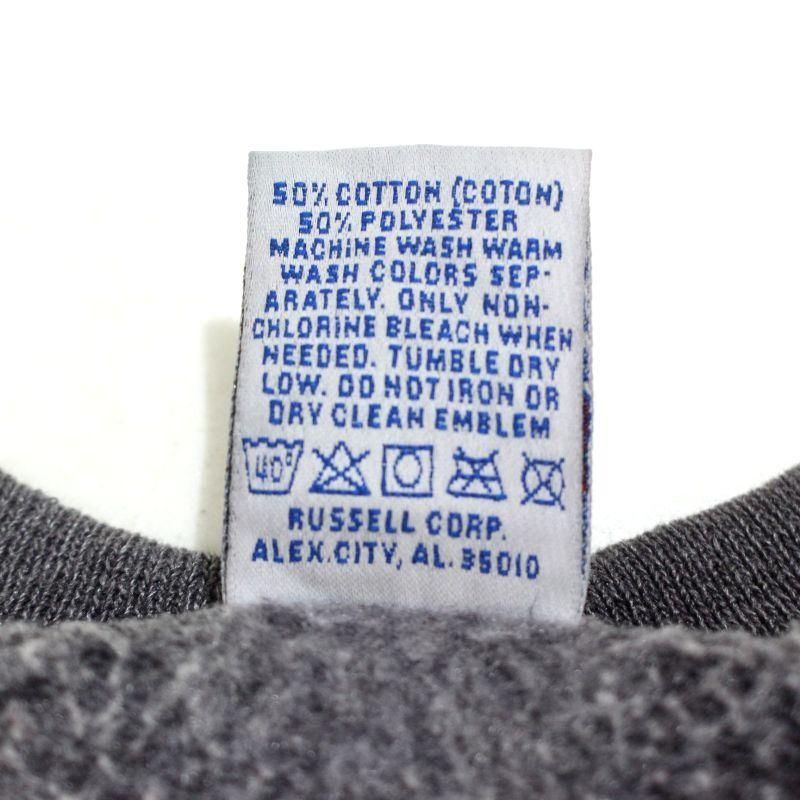 50% COTTON (COTON)
50% POLYESTER
MACHINE WASH WARM
WASH COLORS SEP-
ARATELY. ONLY NON-
CHLORINE BLEACH WHEN
NEEDED. TUMBLE DRY
LOW. DO NOT IRON OR
DRY CLEAN EMBLEM
40°
RUSSELL CORP.
ALEX.CITY, AL. 35010